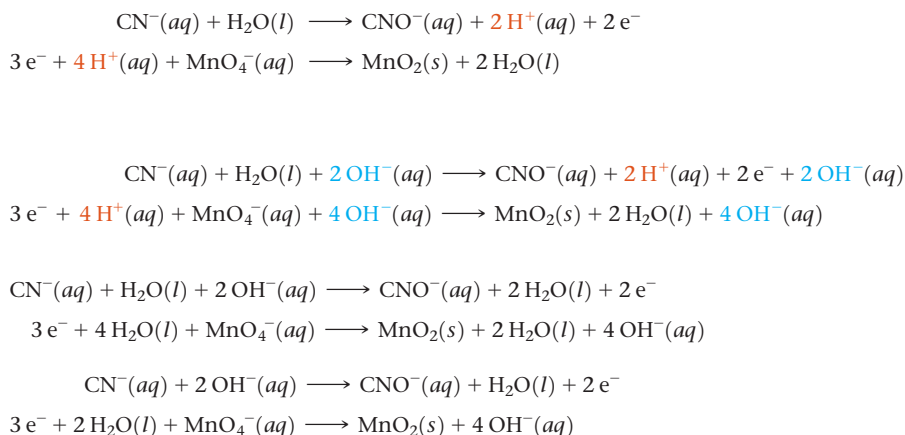 CN⁻(aq) + H₂O(l) ⟶ CNO⁻(aq) + 2 H⁺(aq) + 2 e⁻
3 e⁻ + 4 H⁺(aq) + MnO₄⁻(aq) ⟶ MnO₂(s) + 2 H₂O(l)
CN⁻(aq) + H₂O(l) + 2 OH⁻(aq) ⟶ CNO⁻(aq) + 2 H⁺(aq) + 2 e⁻ + 2 OH⁻(aq)
3 e⁻ + 4 H⁺(aq) + MnO₄⁻(aq) + 4 OH⁻(aq) ⟶ MnO₂(s) + 2 H₂O(l) + 4 OH⁻(aq)
CN⁻(aq) + H₂O(l) + 2 OH⁻(aq) ⟶ CNO⁻(aq) + 2 H₂O(l) + 2 e⁻
3 e⁻ + 4 H₂O(l) + MnO₄⁻(aq) ⟶ MnO₂(s) + 2 H₂O(l) + 4 OH⁻(aq)
CN⁻(aq) + 2 OH⁻(aq) ⟶ CNO⁻(aq) + H₂O(l) + 2 e⁻
3 e⁻ + 2 H₂O(l) + MnO₄⁻(aq) ⟶ MnO₂(s) + 4 OH⁻(aq)